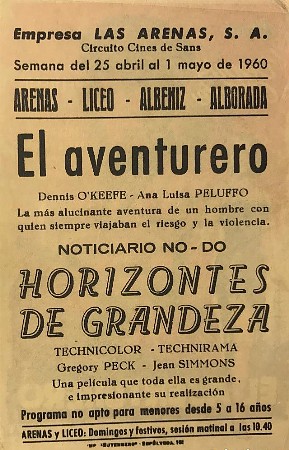 Empresa LAS ARENAS, S. A.
Circuito Cines de Sans
Semana del 25 abril al 1 mayo de 1960
ARENAS - LICEO - ALBENIZ - ALBORADA
El aventurero
Dennis O'KEEFE - Ana Luisa PELUFFO
La más alucinante aventura de un hombre con
quien siempre viajaban el riesgo y la violencia.
NOTICIARIO NO-DO
HORIZONTES
DE GRANDEZA
TECHNICOLOR - TECHNIRAMA
Gregory PECK - Jean SIMMONS
Una película que toda ella es grande,
e impresionante su realización
Programa no apto para menores desde 5 a 16 años
ARENAS y LICEO: Domingos y festivos, sesión matinal a las 10.40